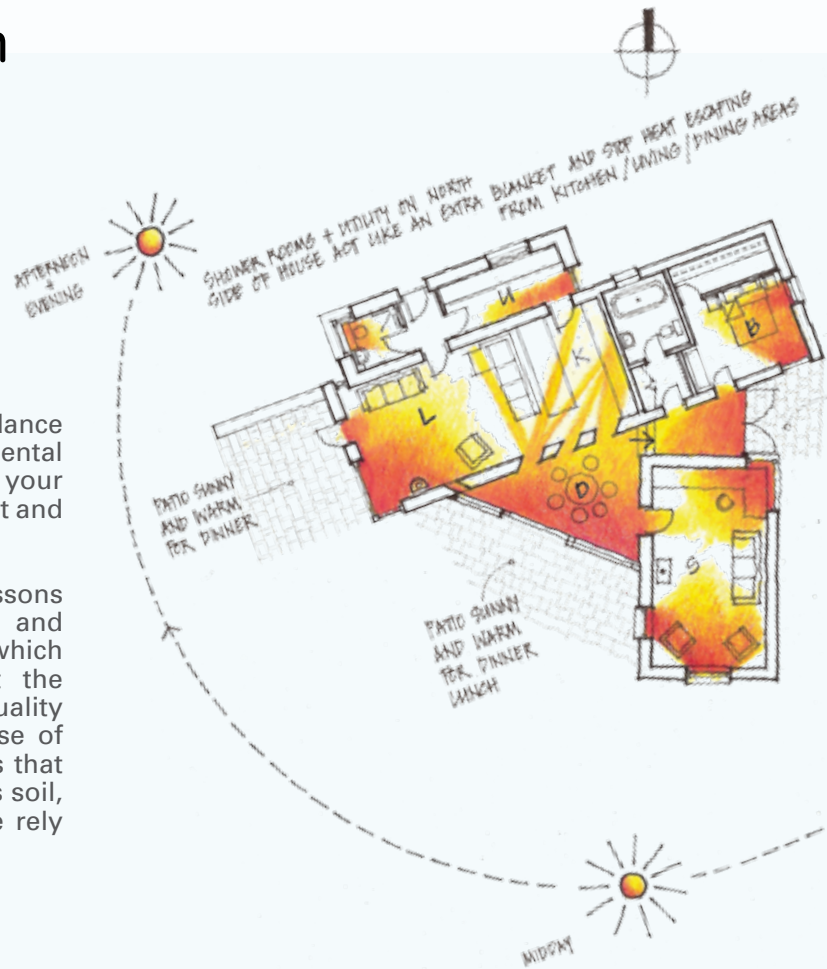 n
SHOWER ROOMS + UTILITY ON NORTH
SIDE OF HOUSE ACT LIKE AN EXTRA BLANKET AND STOP HEAT ESCAPING
FROM KITCHEN / LIVING / DINING AREAS
AFTERNOON
+
EVENING
U
B
K
L
D
S
PATIO SUNNY
AND WARM
FOR DINNER
PATIO SUNNY
AND WARM
FOR DINNER
LUNCH
MIDDAY
lance
ental
your
t and
ssons
and
which
t the
uality
se of
s that
s soil,
e rely